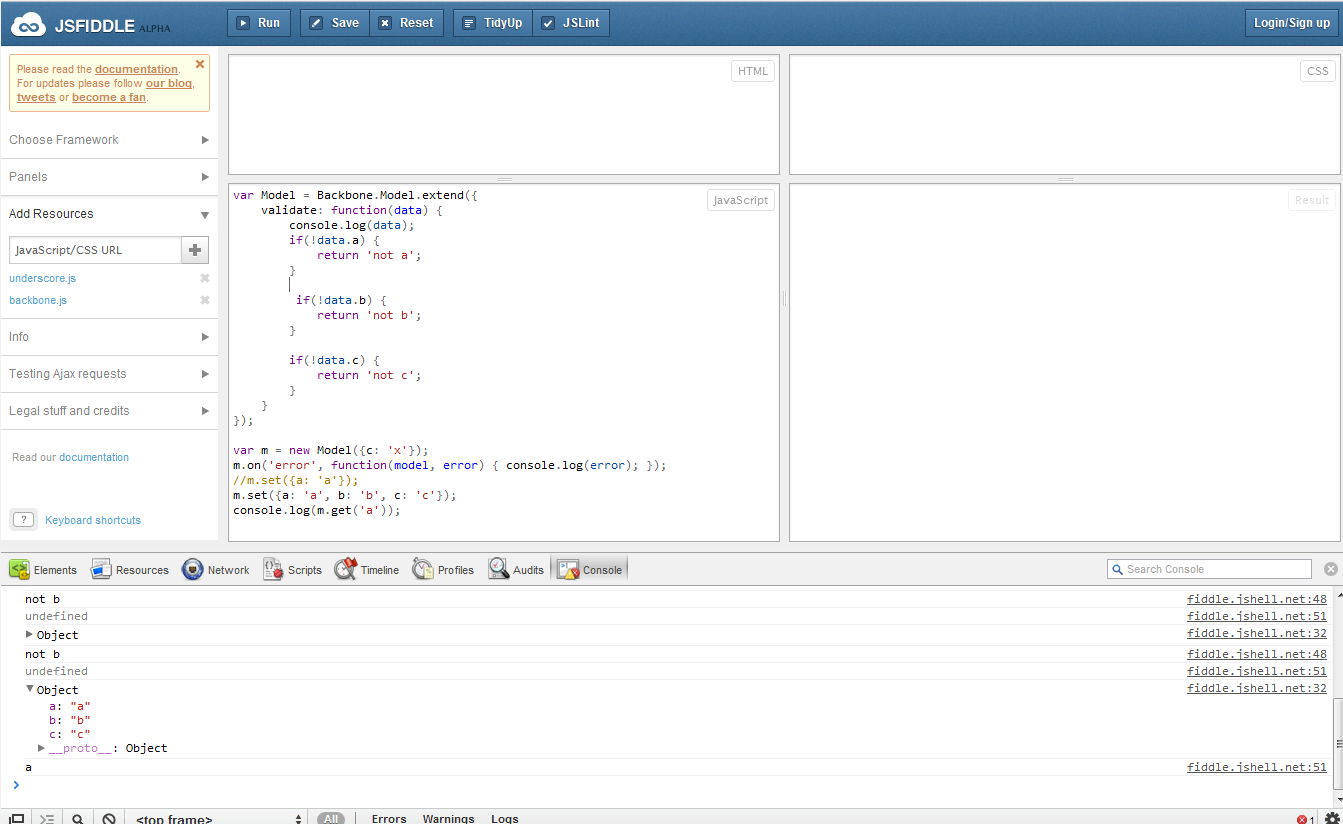 JSFIDDLE ALPHA
Run
Save
Reset
TidyUp
JSLint
Login/Sign up
Please read the documentation.
For updates please follow our blog,
tweets or become a fan.
Choose Framework
Panels
Add Resources
JavaScript/CSS URL
underscore.js
backbone.js
Info
Testing Ajax requests
Legal stuff and credits
Read our documentation
? Keyboard shortcuts
HTML
CSS
JavaScript
Result
var Model = Backbone.Model.extend({
validate: function(data) {
console.log(data);
if(!data.a) {
return 'not a';
}
if(!data.b) {
return 'not b';
}
if(!data.c) {
return 'not c';
}
}
});
var m = new Model({c: 'x'});
m.on('error', function(model, error) { console.log(error); });
//m.set({a: 'a'});
m.set({a: 'a', b: 'b', c: 'c'});
console.log(m.get('a'));
Elements
Resources
Network
Scripts
Timeline
Profiles
Audits
Console
Search Console
not b fiddle.jshell.net:48
undefined fiddle.jshell.net:51
Object fiddle.jshell.net:32
not b fiddle.jshell.net:48
undefined fiddle.jshell.net:51
Object fiddle.jshell.net:32
a: "a"
b: "b"
c: "c"
__proto__: Object
a fiddle.jshell.net:51
<top frame>
All
Errors
Warnings
Logs
1